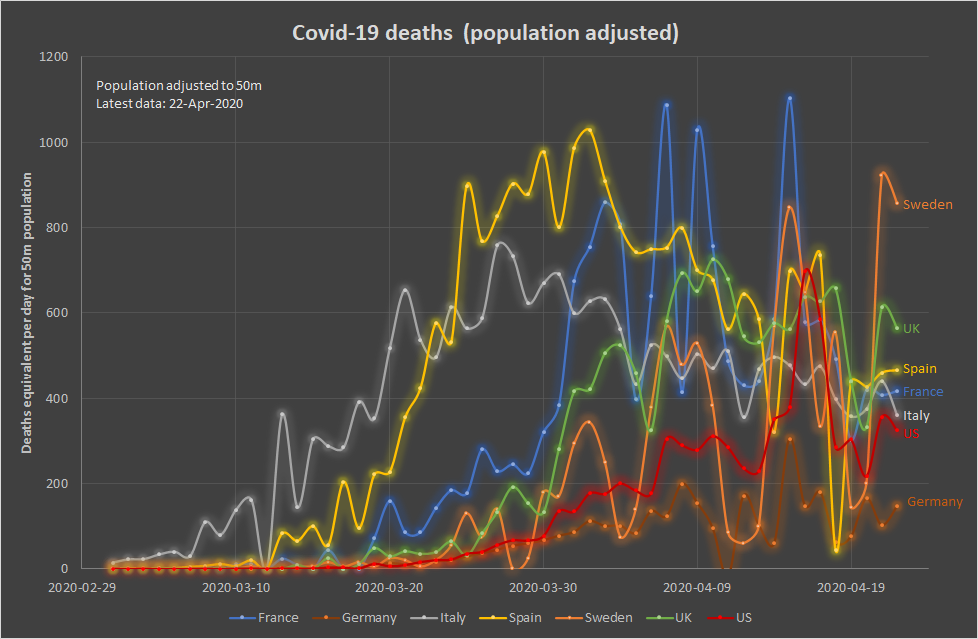 Covid-19 deaths (population adjusted)
1200
Population adjusted to 50m
Latest data: 22-Apr-2020
1000
Deaths equivalent per day for 50m population
800
Sweden
600
UK
Spain
400
France
Italy
US
200
Germany
0
2020-02-29 2020-03-10 2020-03-20 2020-03-30 2020-04-09 2020-04-19
France Germany Italy Spain Sweden UK US